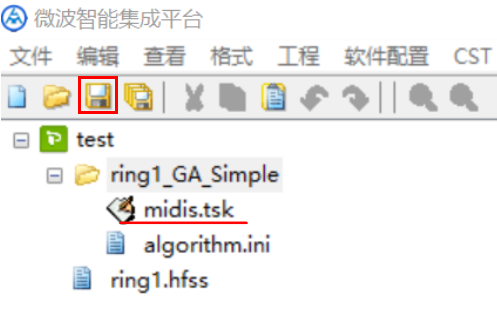 微波智能集成平台
文件 编辑 查看 格式 工程 软件配置 CST
test
ring1_GA_Simple
midis.tsk
algorithm.ini
ring1.hfss